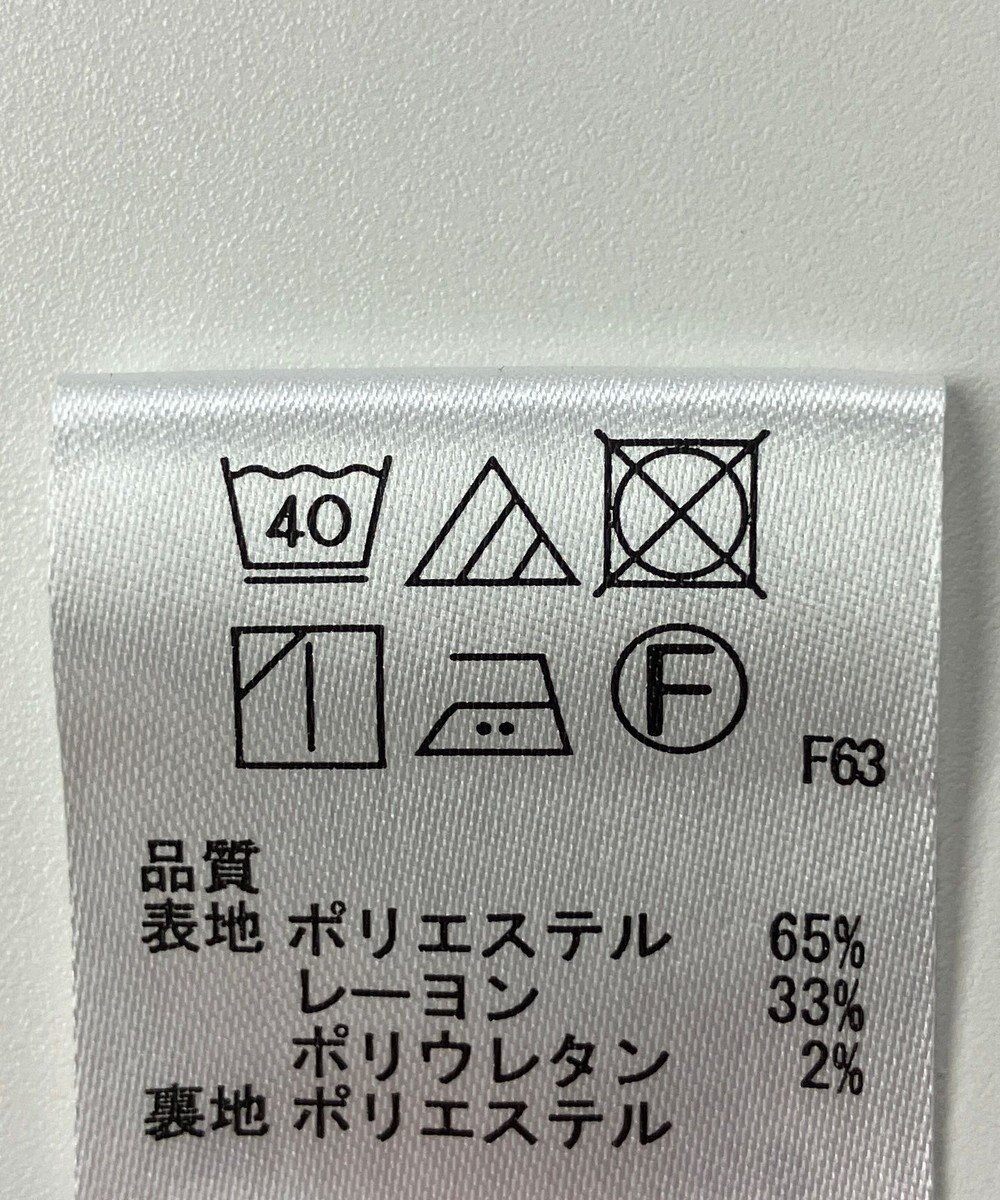 40
F
F63
品質
表地 ポリエステル 65%
レーヨン 33%
ポリウレタン 2%
裏地 ポリエステル